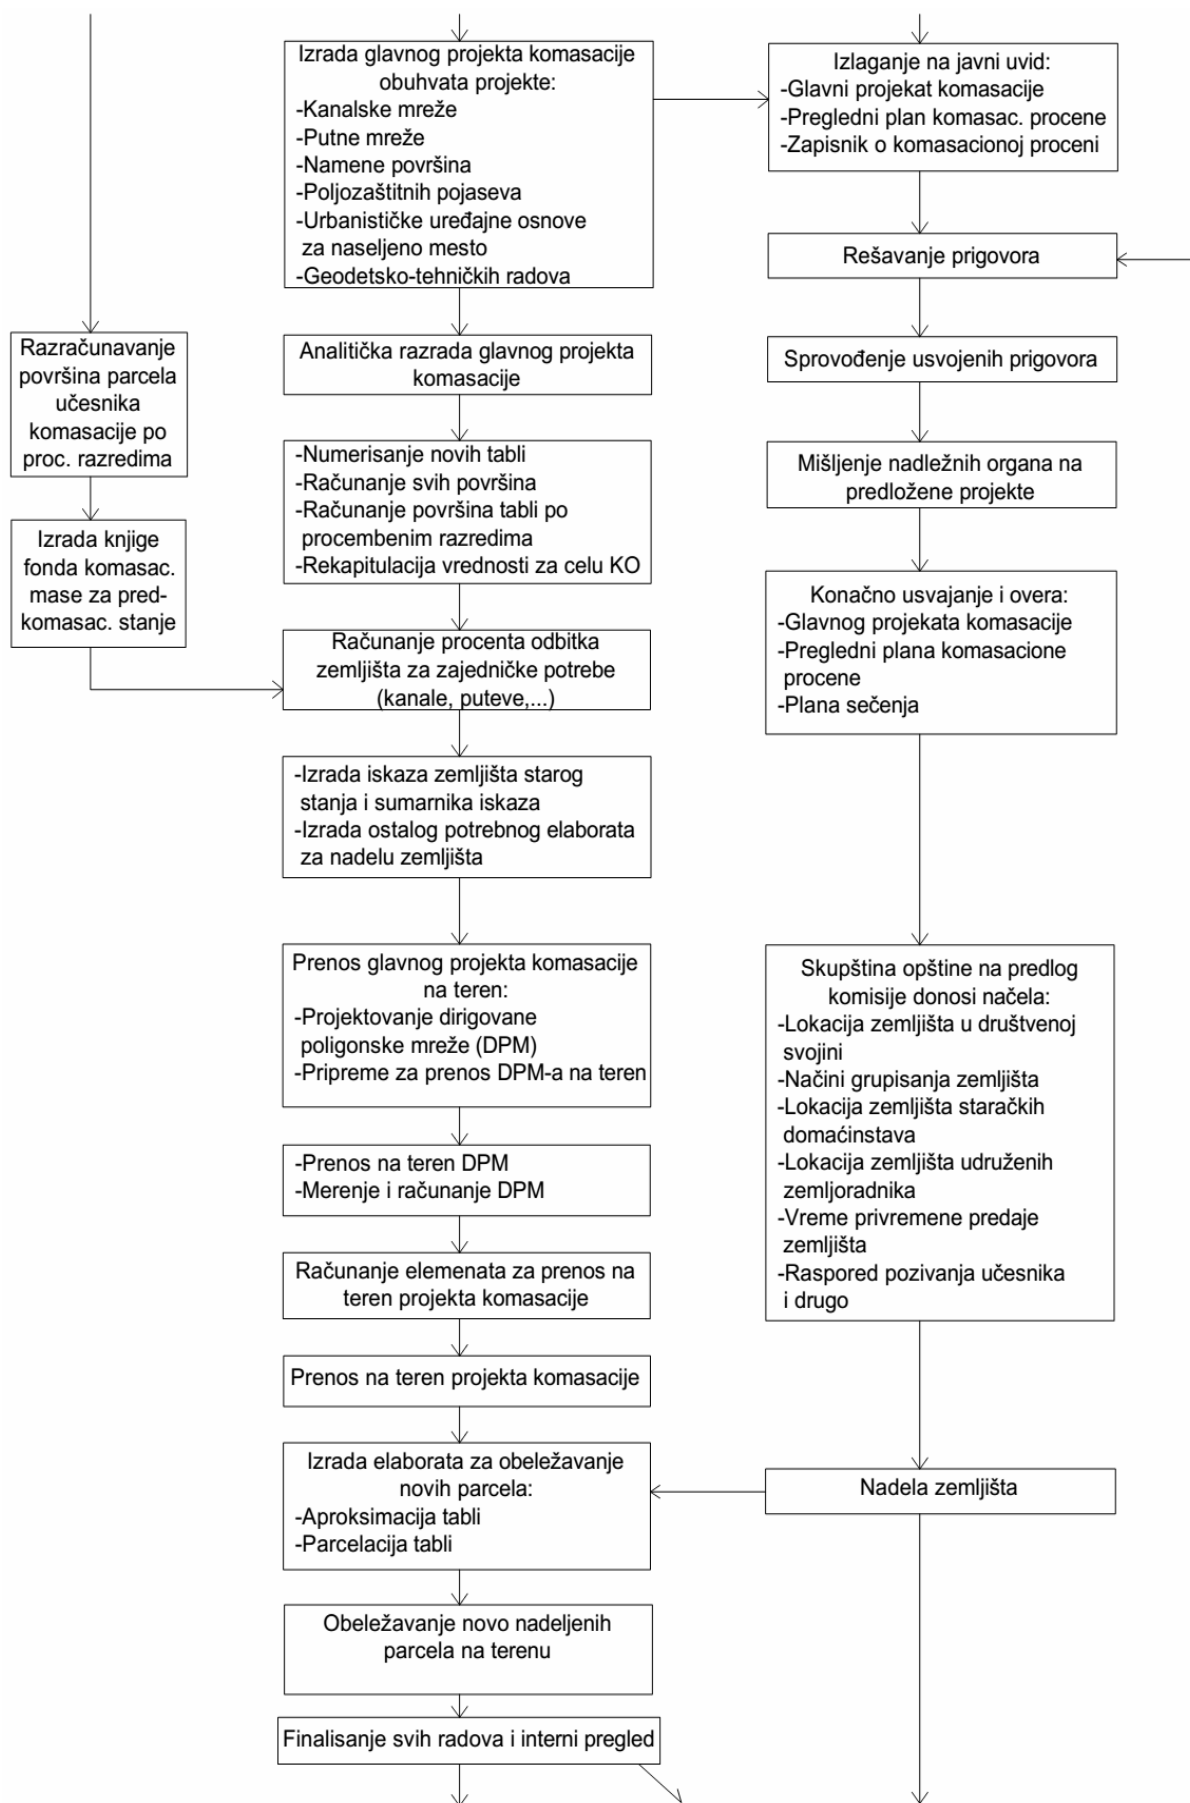 Izrada glavnog projekta komasacije
obuhvata projekte:
-Kanalske mreže
-Putne mreže
-Namene površina
-Poljozaštitnih pojaseva
-Urbanističke uređajne osnove
za naseljeno mesto
-Geodetsko-tehničkih radova
Izlaganje na javni uvid:
-Glavni projekat komasacije
-Pregledni plan komasac. procene
-Zapisnik o komasacionoj proceni
Rešavanje prigovora
Razračunavanje
površina parcela
učesnika
komasacije po
proc. razredima
Analitička razrada glavnog projekta
komasacije
Sprovođenje usvojenih prigovora
-Numerisanje novih tabli
-Računanje svih površina
-Računanje površina tabli po
procembenim razredima
-Rekapitulacija vrednosti za celu KO
Mišljenje nadležnih organa na
predložene projekte
Izrada knjige
fonda komasac.
mase za pred-
komasac. stanje
Konačno usvajanje i overa:
-Glavnog projekata komasacije
-Pregledni plana komasacione
procene
-Plana sečenja
Računanje procenta odbitka
zemljišta za zajedničke potrebe
(kanale, puteve,...)
-Izrada iskaza zemljišta starog
stanja i sumarnika iskaza
-Izrada ostalog potrebnog elaborata
za nadelu zemljišta
Prenos glavnog projekta komasacije
na teren:
-Projektovanje dirigovane
poligonske mreže (DPM)
-Pripreme za prenos DPM-a na teren
Skupština opštine na predlog
komisije donosi načela:
-Lokacija zemljišta u društvenoj
svojini
-Načini grupisanja zemljišta
-Lokacija zemljišta staračkih
domaćinstava
-Lokacija zemljišta udruženih
zemljoradnika
-Vreme privremene predaje
zemljišta
-Raspored pozivanja učesnika
i drugo
-Prenos na teren DPM
-Merenje i računanje DPM
Računanje elemenata za prenos na
teren projekta komasacije
Prenos na teren projekta komasacije
Izrada elaborata za obeležavanje
novih parcela:
-Aproksimacija tabli
-Parcelacija tabli
Nadela zemljišta
Obeležavanje novo nadeljenih
parcela na terenu
Finalisanje svih radova i interni pregled